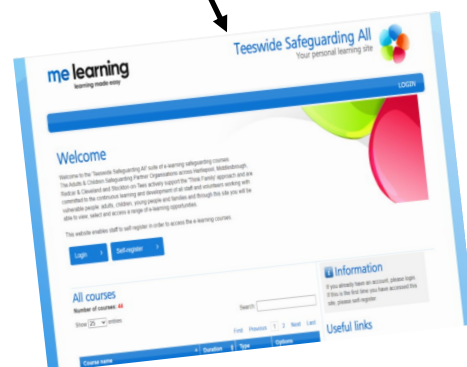 me learning
learning made easy
Teeswide Safeguarding All
Your personal learning site
LOGIN
Welcome
Welcome to the 'Teeswide Safeguarding All' suite of e-learning safeguarding courses
The Adults & Children Safeguarding Partner Organisations across Hartlepool, Middlesbrough,
Redcar & Cleveland and Stockton on Tees actively support the "Think Family" approach and are
committed to the continuous learning and development of all staff and volunteers working with
vulnerable people: adults, children, young people and families and through this site you will be
able to view, select and access a range of e-learning opportunities.
This website enables staff to self-register in order to access the e-learning courses.
Login
Self-register
All courses
Number of courses: 44
Show 25 entries
Search:
First Previous 1 2 Next Last
Course name Duration Type Options
Information
If you already have an account, please login.
If this is the first time you have accessed this
site, please self-register
Useful links